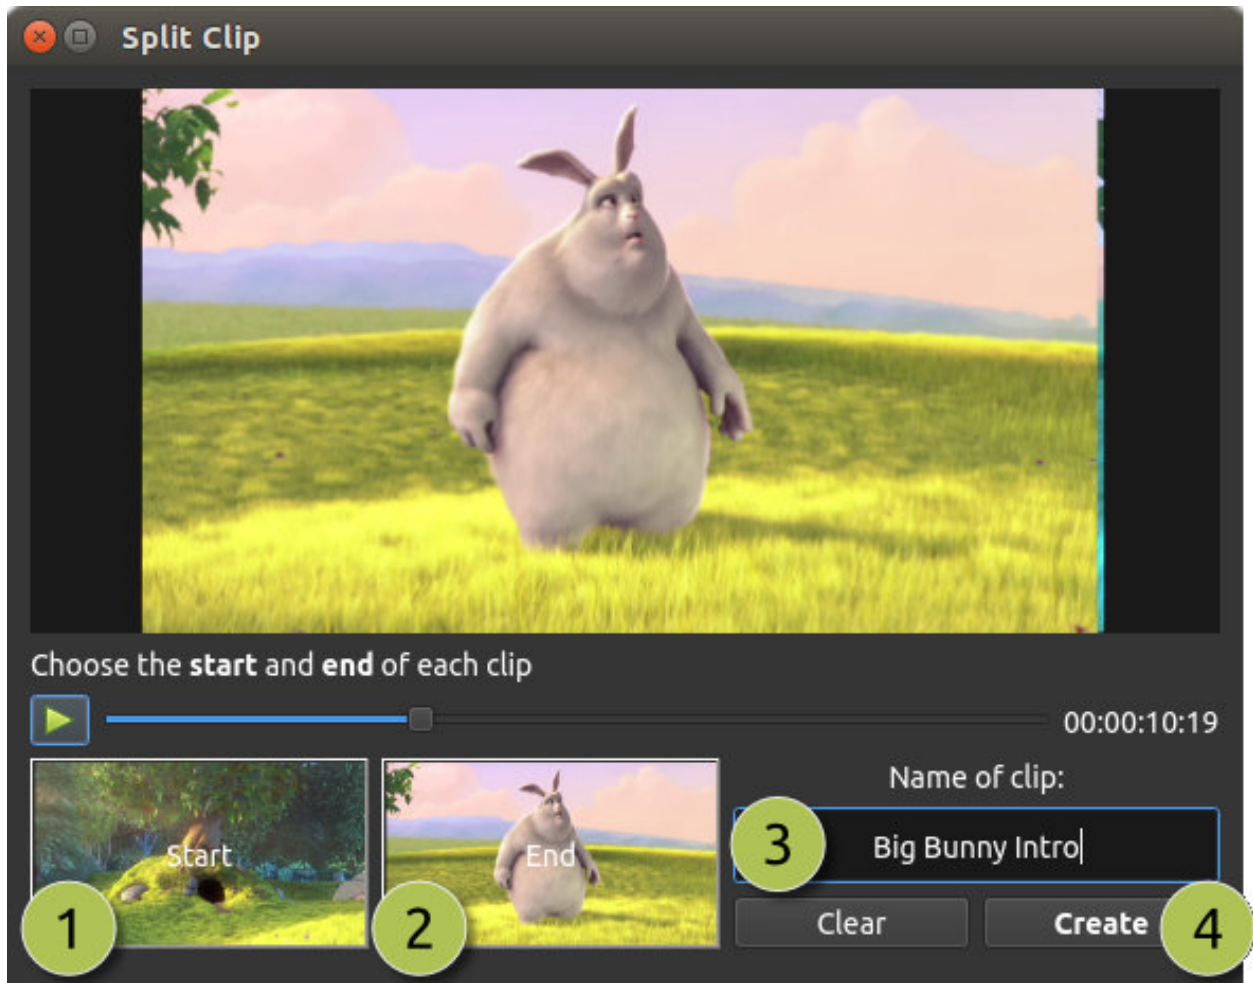 Split Clip
Choose the start and end of each clip
00:00:10:19
Start
End
Name of clip:
Big Bunny Intro
Clear
Create
1
2
3
4